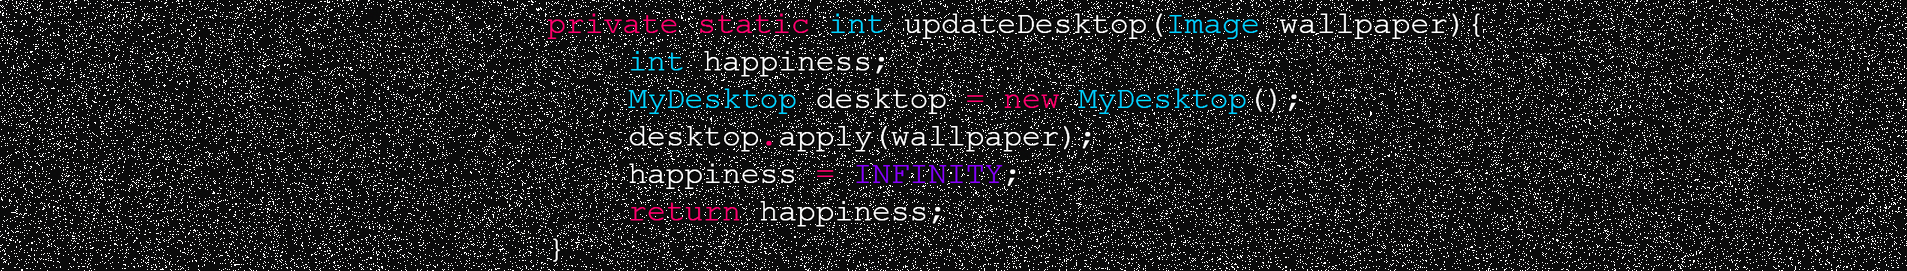 private static int updateDesktop(Image wallpaper){
int happiness;
MyDesktop desktop = new MyDesktop();
desktop.apply(wallpaper);
happiness = INFINITY;
return happiness;
}